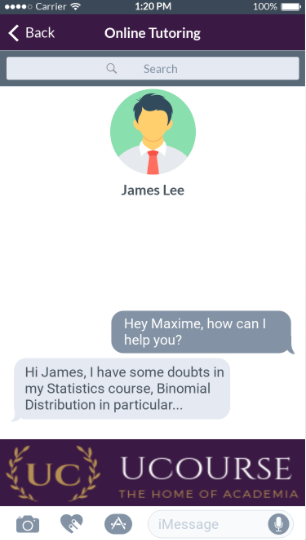 Carrier 1:20 PM 100%
Back Online Tutoring
Search
James Lee
Hey Maxime, how can I
help you?
Hi James, I have some doubts in
my Statistics course, Binomial
Distribution in particular...
UC UCOURSE
THE HOME OF ACADEMIA
iMessage